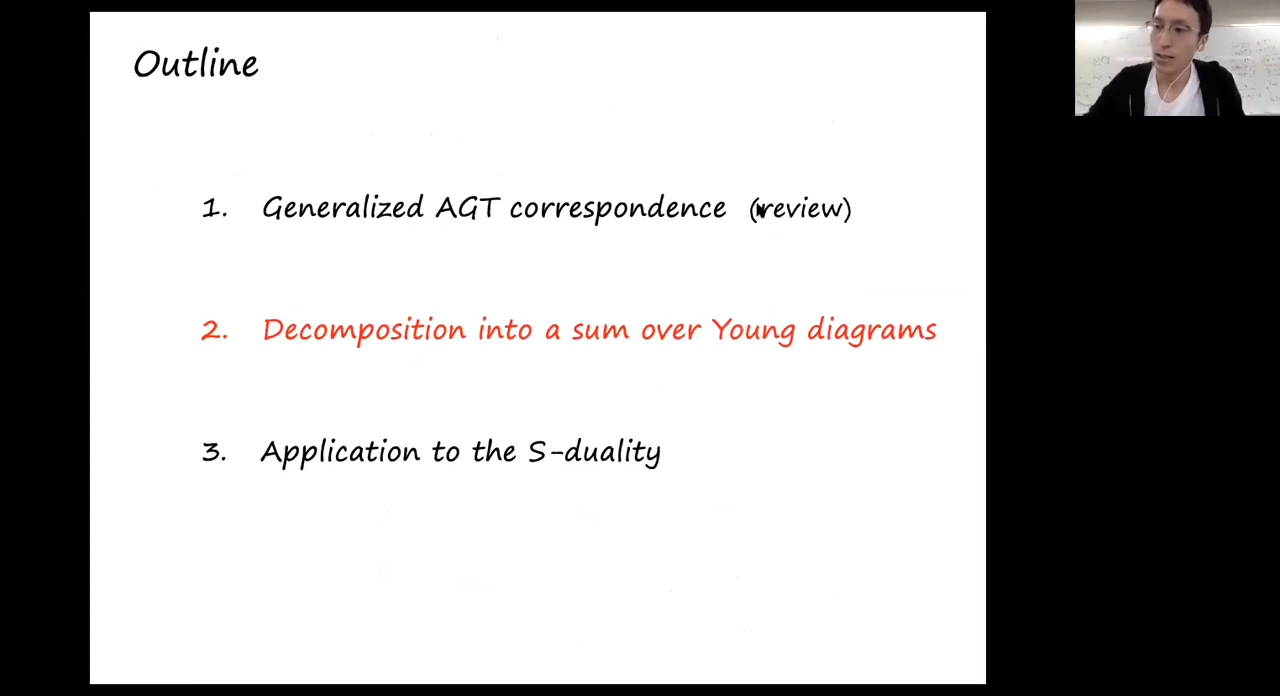 Outline
1. Generalized AGT correspondence (review)
2. Decomposition into a sum over Young diagrams
3. Application to the S-duality